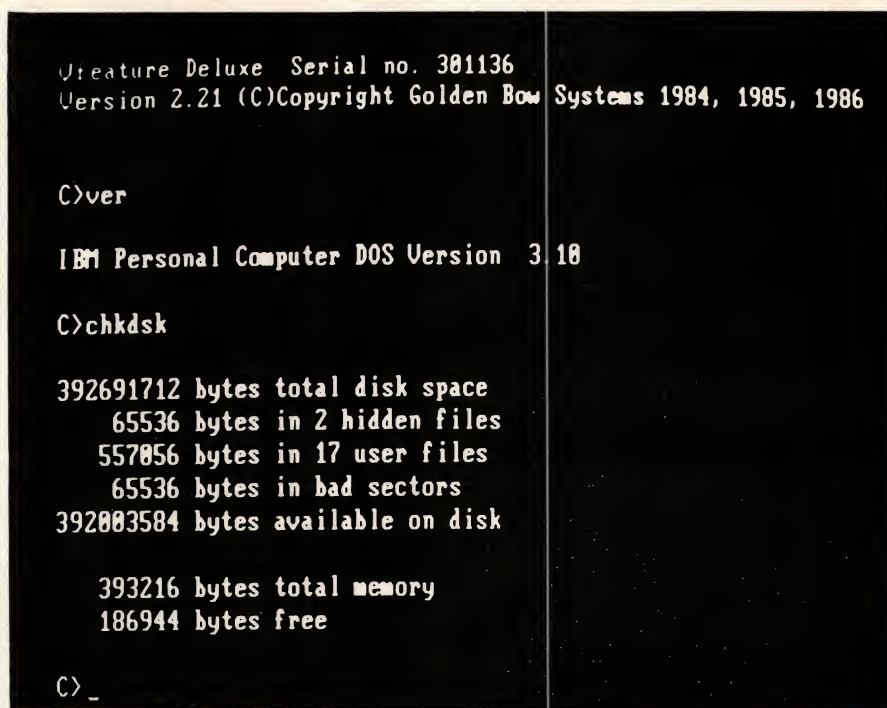 Vfeature Deluxe Serial no. 301136
Version 2.21 (C)Copyright Golden Bow Systems 1984, 1985, 1986
C>ver
IBM Personal Computer DOS Version 3.10
C>chkdsk
392691712 bytes total disk space
65536 bytes in 2 hidden files
557056 bytes in 17 user files
65536 bytes in bad sectors
392003584 bytes available on disk
393216 bytes total memory
186944 bytes free
C>_